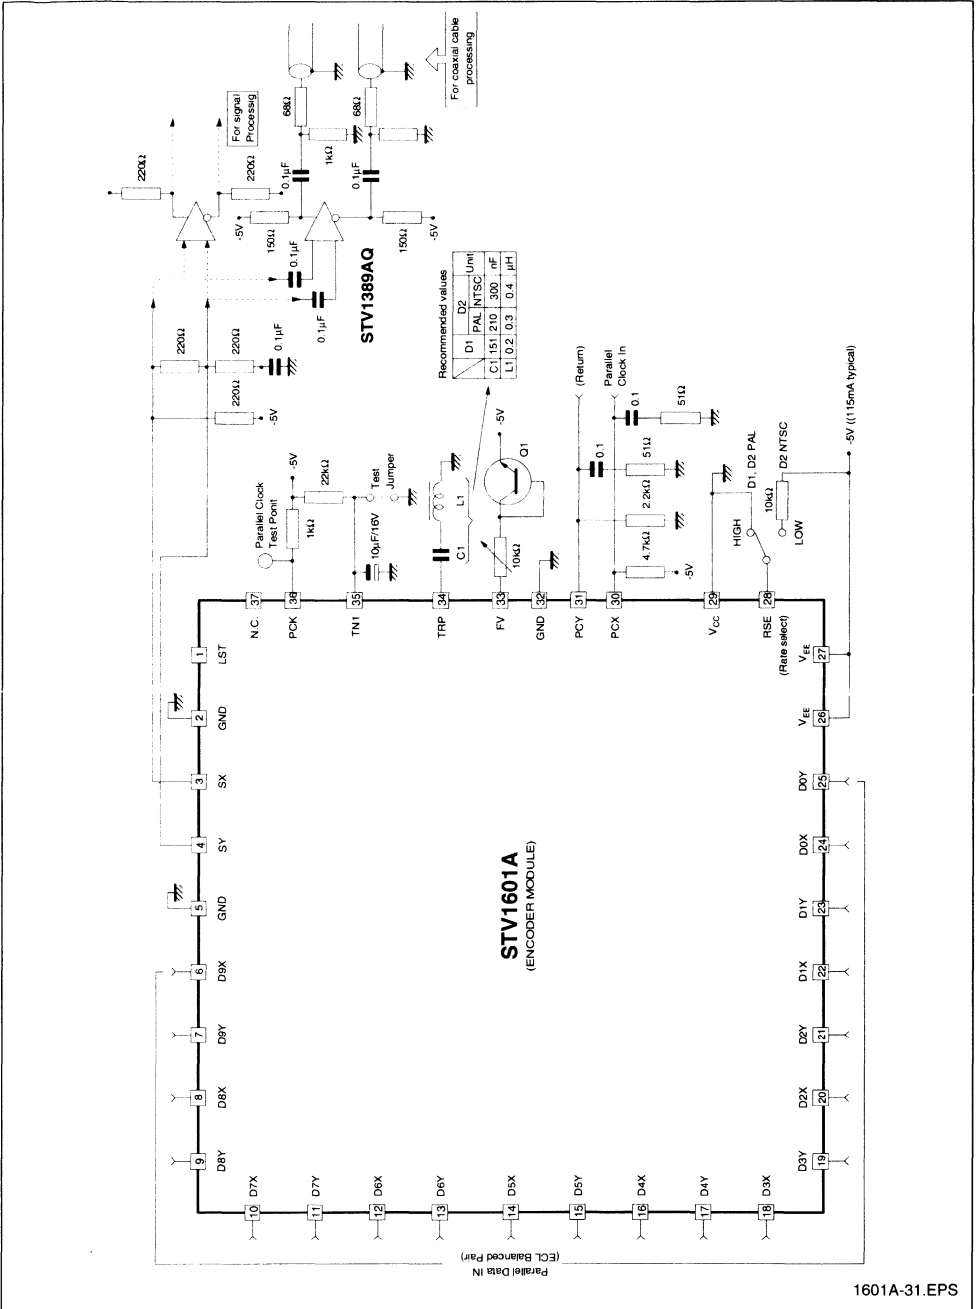 For coaxial cable
processing
For signal
Processig
220Ω
220Ω
68Ω
68Ω
1kΩ
0.1µF
0.1µF
-5V
150Ω
150Ω
-5V
0.1µF
0.1µF
STV1389AQ
220Ω
220Ω
0.1µF
220Ω
-5V
Recommended values
D1 D2 Unit
PAL NTSC
C1 151 210 300 nF
L1 0.2 0.3 0.4 µH
Parallel Clock
Test Ponit
-5V
1kΩ
22kΩ
Test
Jumper
10µF/16V
L1
C1
-5V
Q1
10kΩ
(Return)
Parallel
Clock In
0.1
51Ω
0.1
51Ω
2.2kΩ
4.7kΩ
-5V
D1, D2 PAL
HIGH
D2 NTSC
10kΩ
LOW
-5V ((115mA typical)
37 N.C.
36 PCK
35 TN1
34 TRP
33 FV
32 GND
31 PCY
30 PCX
29 VCC
28 RSE
(Rate select)
27 VEE
26 VEE
25 D0Y
24 D0X
23 D1Y
22 D1X
21 D2Y
20 D2X
19 D3Y
18 D3X
17 D4Y
16 D4X
15 D5Y
14 D5X
13 D6Y
12 D6X
11 D7Y
10 D7X
9 D8Y
8 D8X
7 D9Y
6 D9X
5 GND
4 SY
3 SX
2 GND
1 LST
STV1601A
(ENCODER MODULE)
Parallel Data IN
(ECL Balanced Pair)
1601A-31.EPS